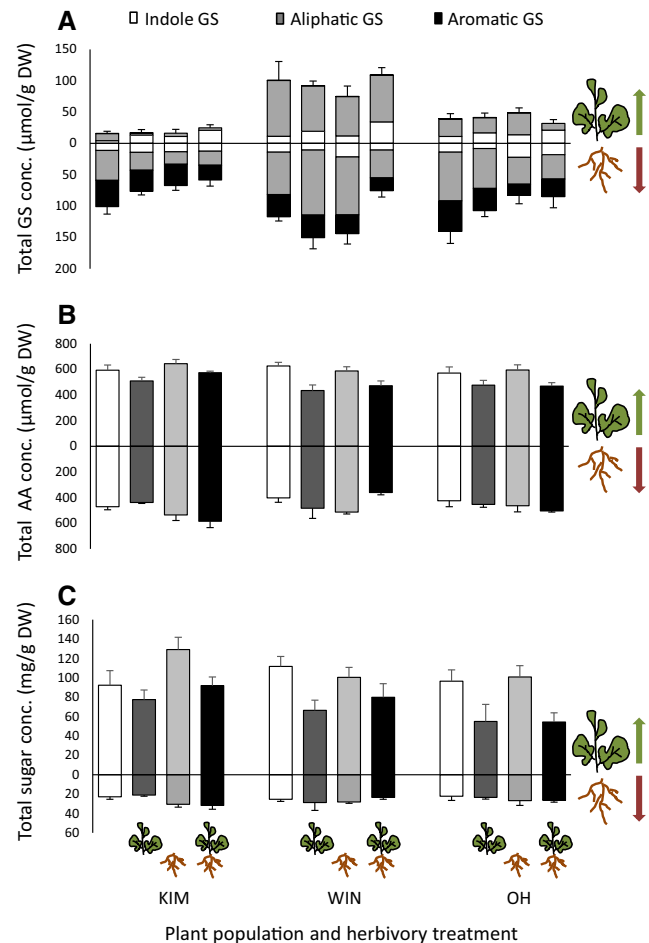 A
Indole GS
Aliphatic GS
Aromatic GS
Total GS conc. (µmol/g DW)
150
100
50
0
50
100
150
200
B
Total AA conc. (µmol/g DW)
800
600
400
200
0
200
400
600
800
C
Total sugar conc. (mg/g DW)
160
140
120
100
80
60
40
20
0
20
40
60
KIM
WIN
OH
Plant population and herbivory treatment